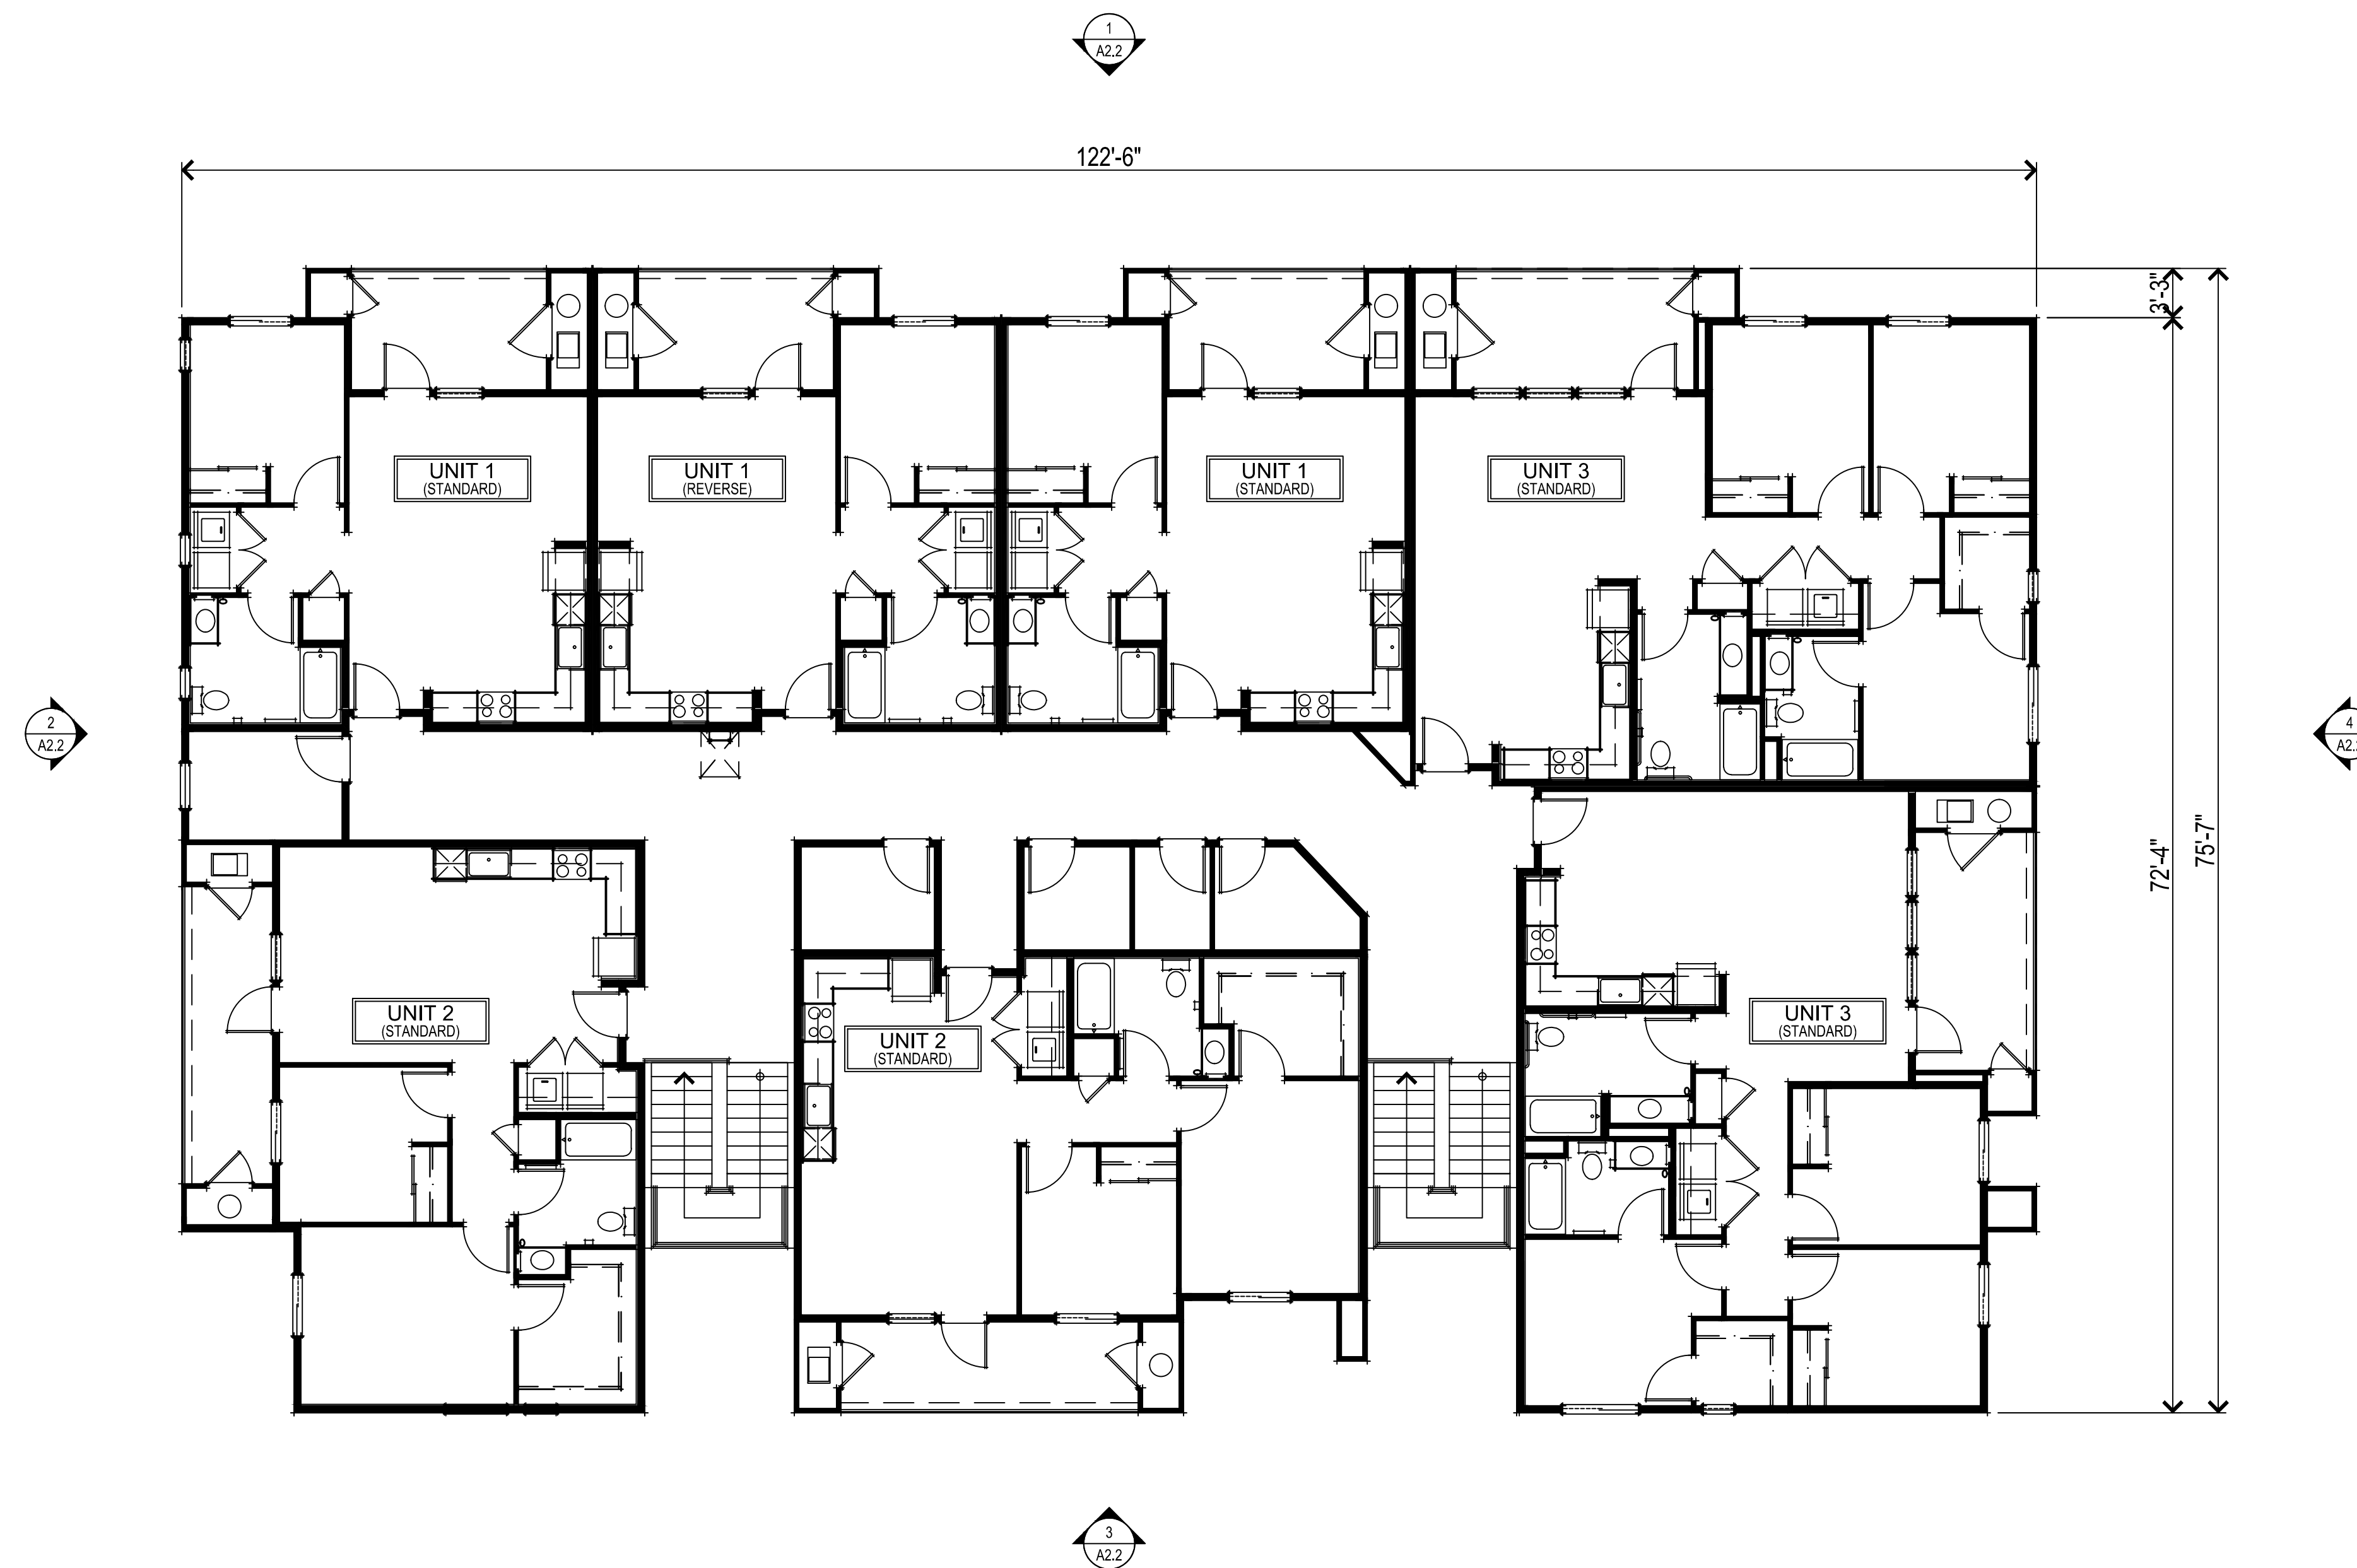 1
A2.2
122'-6"
3'-3"
UNIT 1
(STANDARD)
UNIT 1
(REVERSE)
UNIT 1
(STANDARD)
UNIT 3
(STANDARD)
2
A2.2
4
72'-4"
75'-7"
UNIT 2
(STANDARD)
UNIT 2
(STANDARD)
UNIT 3
(STANDARD)
3
A2.2